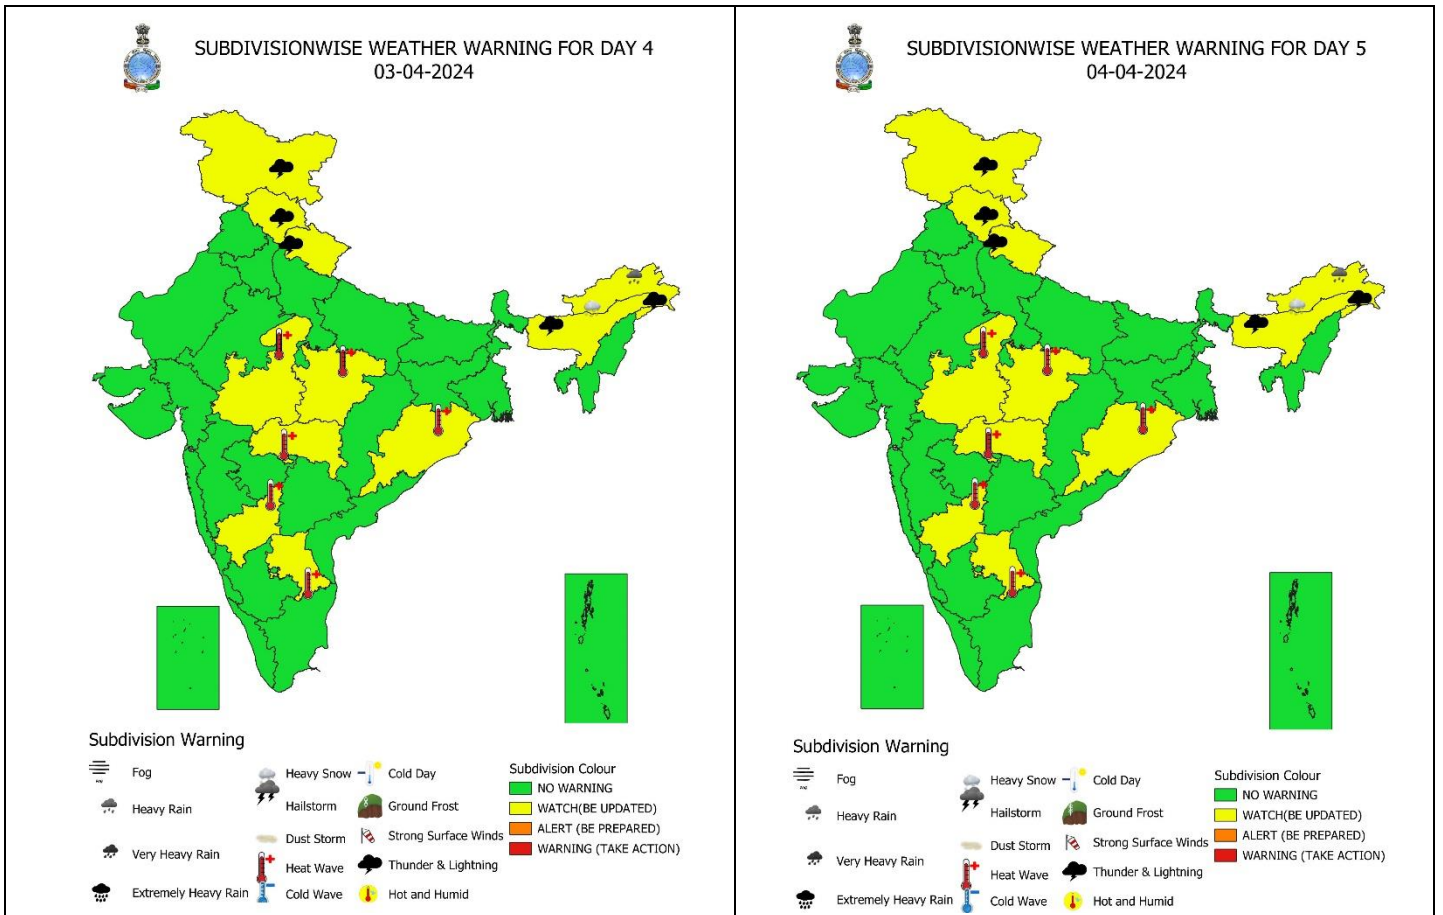 SUBDIVISIONWISE WEATHER WARNING FOR DAY 4
03-04-2024
Subdivision Warning
Fog
Heavy Rain
Very Heavy Rain
Extremely Heavy Rain
Heavy Snow
Hailstorm
Dust Storm
Heat Wave
Cold Wave
Cold Day
Ground Frost
Strong Surface Winds
Thunder & Lightning
Hot and Humid
Subdivision Colour
NO WARNING
WATCH(BE UPDATED)
ALERT (BE PREPARED)
WARNING (TAKE ACTION)
SUBDIVISIONWISE WEATHER WARNING FOR DAY 5
04-04-2024
Subdivision Warning
Fog
Heavy Rain
Very Heavy Rain
Extremely Heavy Rain
Heavy Snow
Hailstorm
Dust Storm
Heat Wave
Cold Wave
Cold Day
Ground Frost
Strong Surface Winds
Thunder & Lightning
Hot and Humid
Subdivision Colour
NO WARNING
WATCH(BE UPDATED)
ALERT (BE PREPARED)
WARNING (TAKE ACTION)